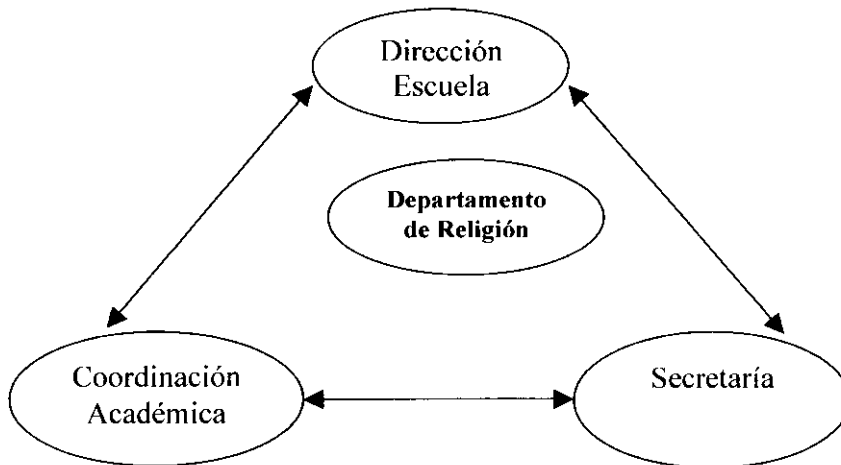 Dirección
Escuela
Departamento
de Religión
Coordinación
Académica
Secretaría